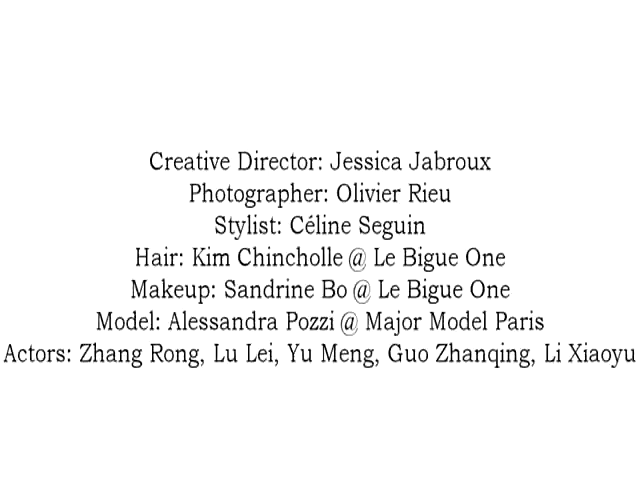 Creative Director: Jessica Jabroux
Photographer: Olivier Rieu
Stylist: Céline Seguin
Hair: Kim Chincholle @ Le Bigue One
Makeup: Sandrine Bo @ Le Bigue One
Model: Alessandra Pozzi @ Major Model Paris
Actors: Zhang Rong, Lu Lei, Yu Meng, Guo Zhanqing, Li Xiaoyu